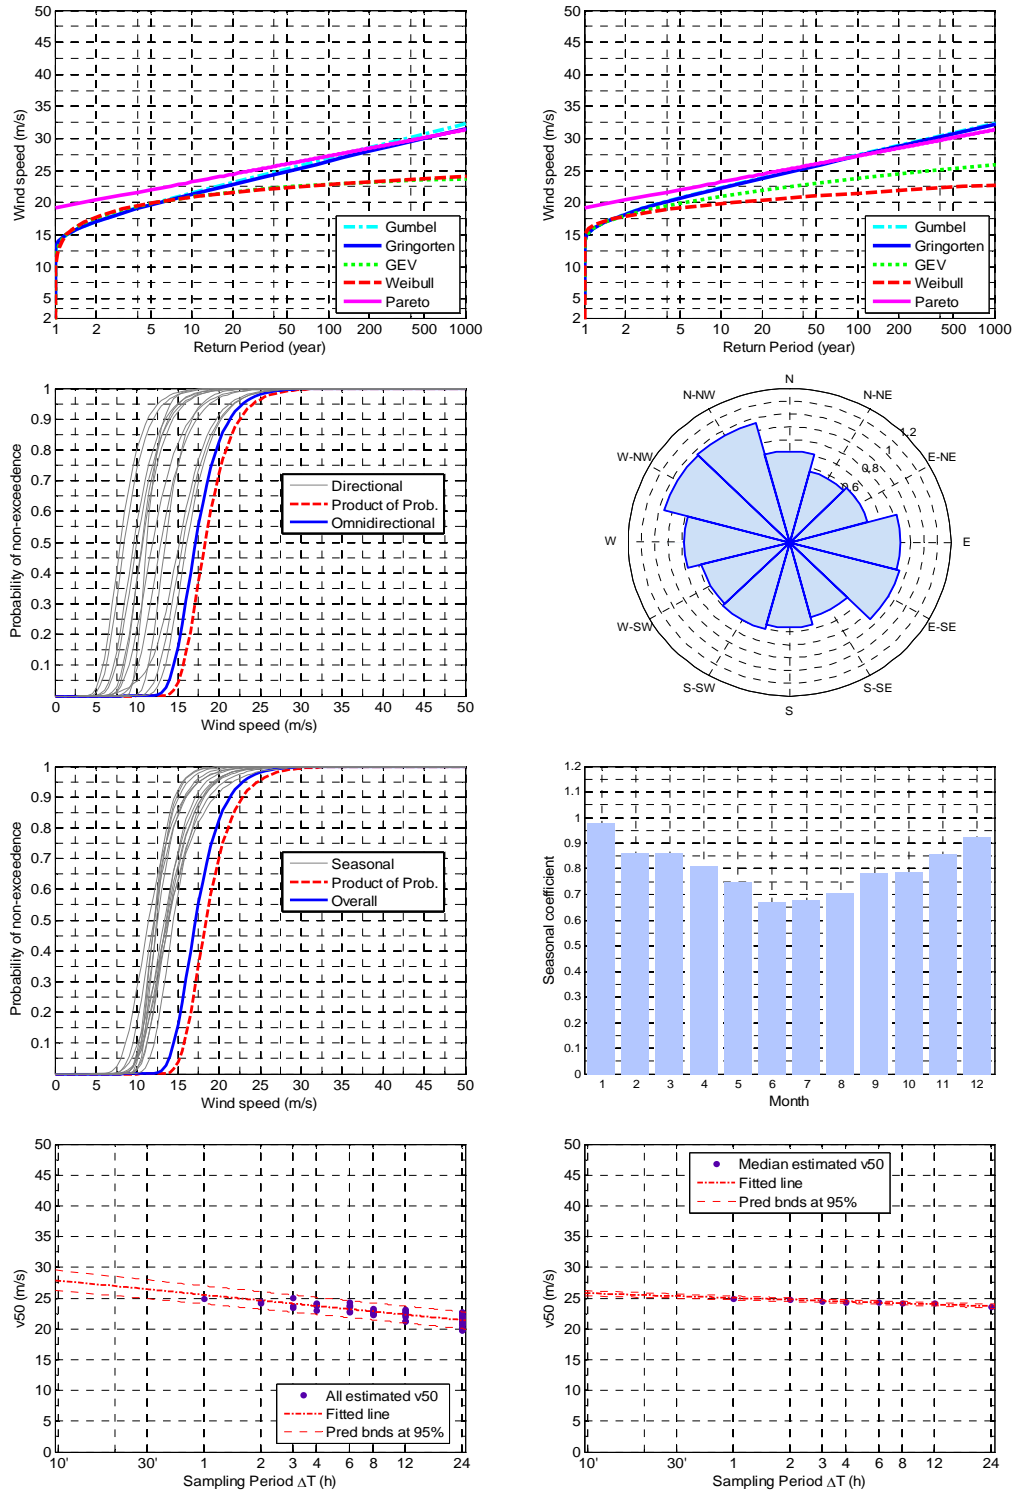 50
45
40
35
30
25
20
15
10
5
2
Wind speed (m/s)
1 2 5 10 20 50 100 200 500 1000
Return Period (year)
Gumbel
Gringorten
GEV
Weibull
Pareto
50
45
40
35
30
25
20
15
10
5
2
Wind speed (m/s)
1 2 5 10 20 50 100 200 500 1000
Return Period (year)
Gumbel
Gringorten
GEV
Weibull
Pareto
1
0.9
0.8
0.7
0.6
0.5
0.4
0.3
0.2
0.1
Probability of non-exceedence
0 5 10 15 20 25 30 35 40 45 50
Wind speed (m/s)
Directional
Product of Prob.
Omnidirectional
N
N-NW
N-NE
W-NW
E-NE
1.2
1
0.8
0.6
W
E
W-SW
E-SE
S-SW
S-SE
S
1
0.9
0.8
0.7
0.6
0.5
0.4
0.3
0.2
0.1
Probability of non-exceedence
0 5 10 15 20 25 30 35 40 45 50
Wind speed (m/s)
Seasonal
Product of Prob.
Overall
1.2
1.1
1
0.9
0.8
0.7
0.6
0.5
0.4
0.3
0.2
0.1
0
Seasonal coefficient
1 2 3 4 5 6 7 8 9 10 11 12
Month
50
45
40
35
30
25
20
15
10
5
0
v50 (m/s)
10' 30' 1 2 3 4 6 8 12 24
Sampling Period ΔT (h)
All estimated v50
Fitted line
Pred bnds at 95%
50
45
40
35
30
25
20
15
10
5
0
v50 (m/s)
10' 30' 1 2 3 4 6 8 12 24
Sampling Period ΔT (h)
Median estimated v50
Fitted line
Pred bnds at 95%